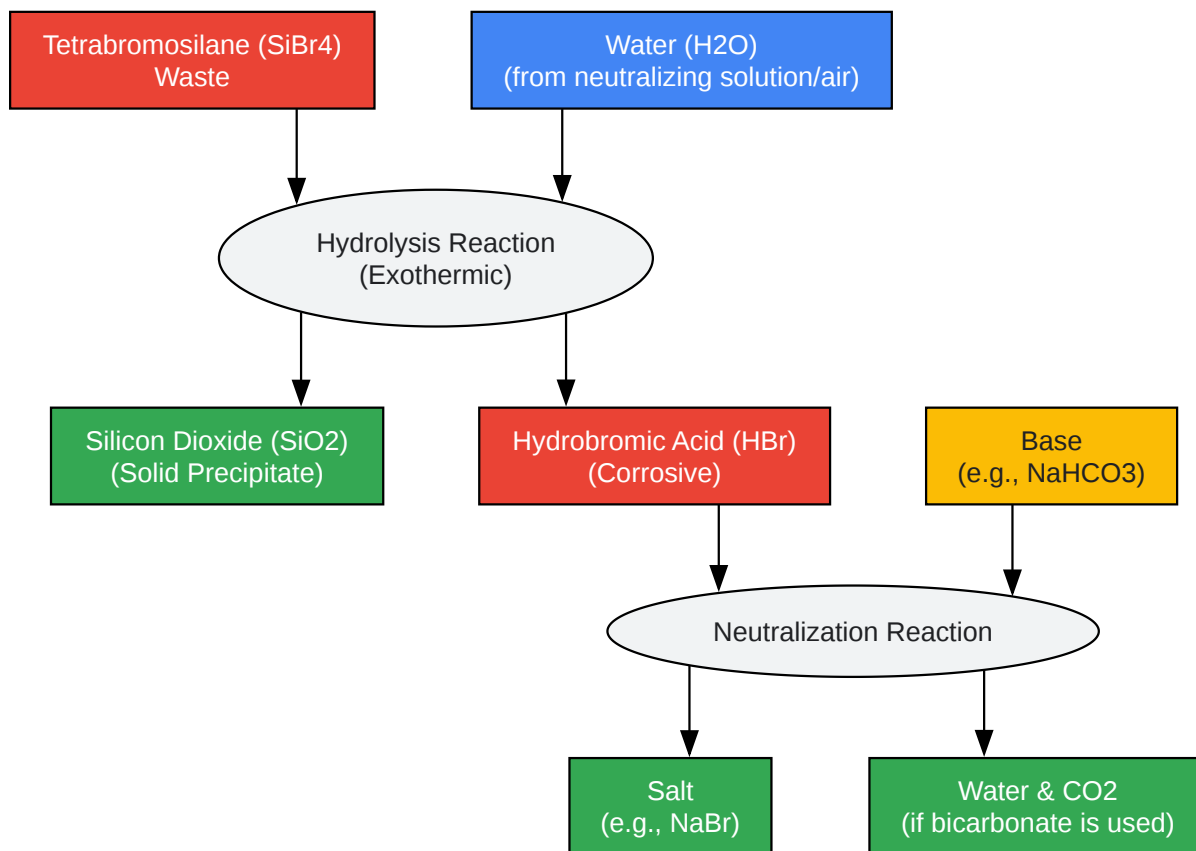 Tetrabromosilane (SiBr4)
Waste
Water (H2O)
(from neutralizing solution/air)
Hydrolysis Reaction
(Exothermic)
Silicon Dioxide (SiO2)
(Solid Precipitate)
Hydrobromic Acid (HBr)
(Corrosive)
Base
(e.g., NaHCO3)
Neutralization Reaction
Salt
(e.g., NaBr)
Water & CO2
(if bicarbonate is used)